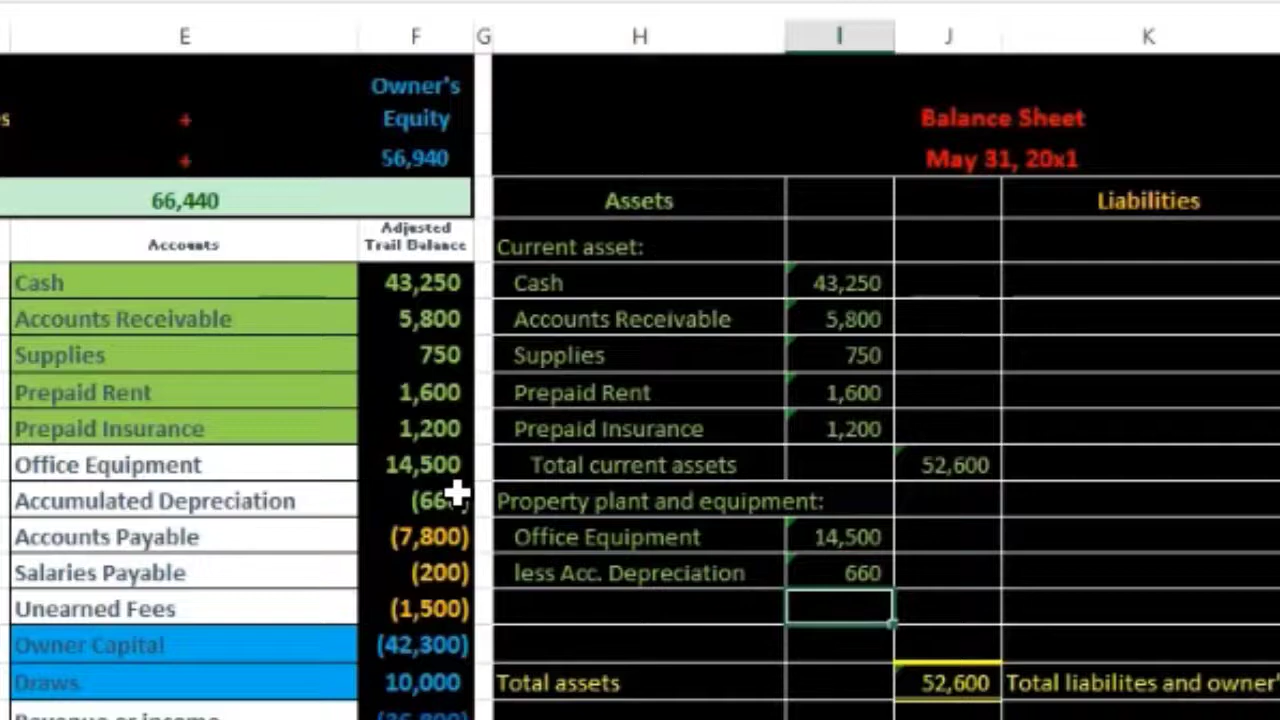 E F G H I J K
Owner's
s + Equity Balance Sheet
+ 56,940 May 31, 20x1
66,440 Assets Liabilities
Accounts Adjusted Trail Balance Current asset:
Cash 43,250 Cash 43,250
Accounts Receivable 5,800 Accounts Receivable 5,800
Supplies 750 Supplies 750
Prepaid Rent 1,600 Prepaid Rent 1,600
Prepaid Insurance 1,200 Prepaid Insurance 1,200
Office Equipment 14,500 Total current assets 52,600
Accumulated Depreciation Property plant and equipment:
Accounts Payable (7,800) Office Equipment 14,500
Salaries Payable (200) less Acc. Depreciation 660
Unearned Fees (1,500)
Owner Capital (42,300)
Draws 10,000 Total assets 52,600 Total liabilites and owner'